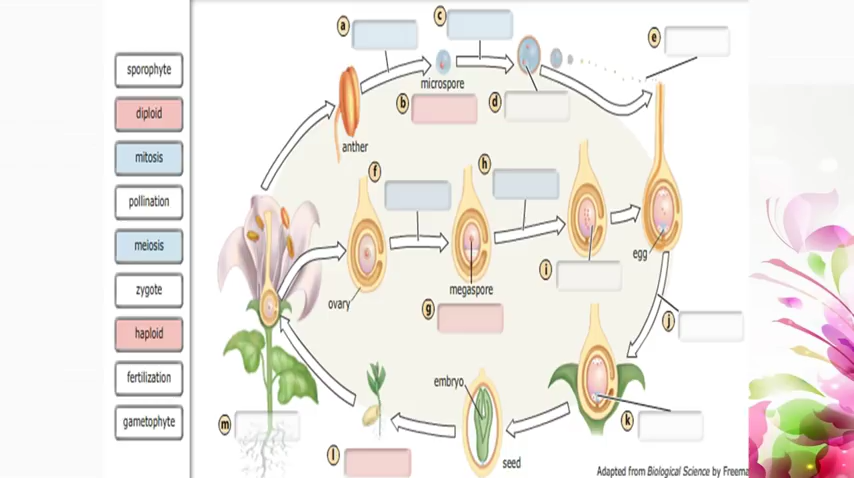 sporophyte
diploid
mitosis
pollination
meiosis
zygote
haploid
fertilization
gametophyte
a
c
e
microspore
b
d
anther
f
h
egg
i
ovary
megaspore
g
j
embryo
m
k
l
seed
Adapted from Biological Science by Freema